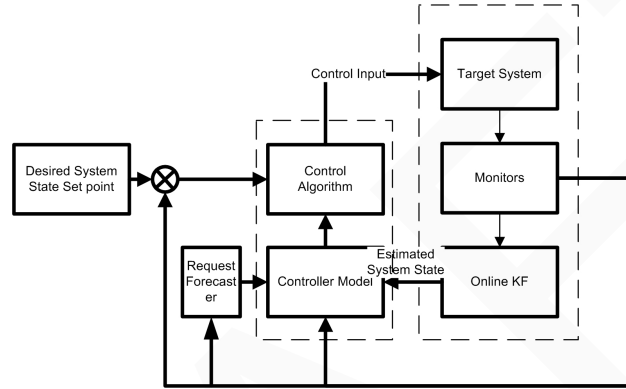 Control Input
Target System
Desired System
State Set point
Control
Algorithm
Monitors
Request
Forecast
er
Controller Model
Estimated
System State
Online KF